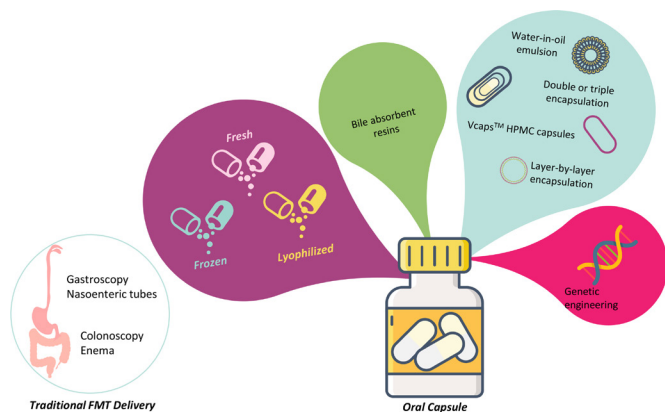 Water-in-oil
emulsion
Double or triple
encapsulation
Vcaps™ HPMC capsules
Layer-by-layer
encapsulation
Bile absorbent
resins
Fresh
Frozen
Lyophilized
Genetic
engineering
Gastroscopy
Nasoenteric tubes
Colonoscopy
Enema
Traditional FMT Delivery
Oral Capsule